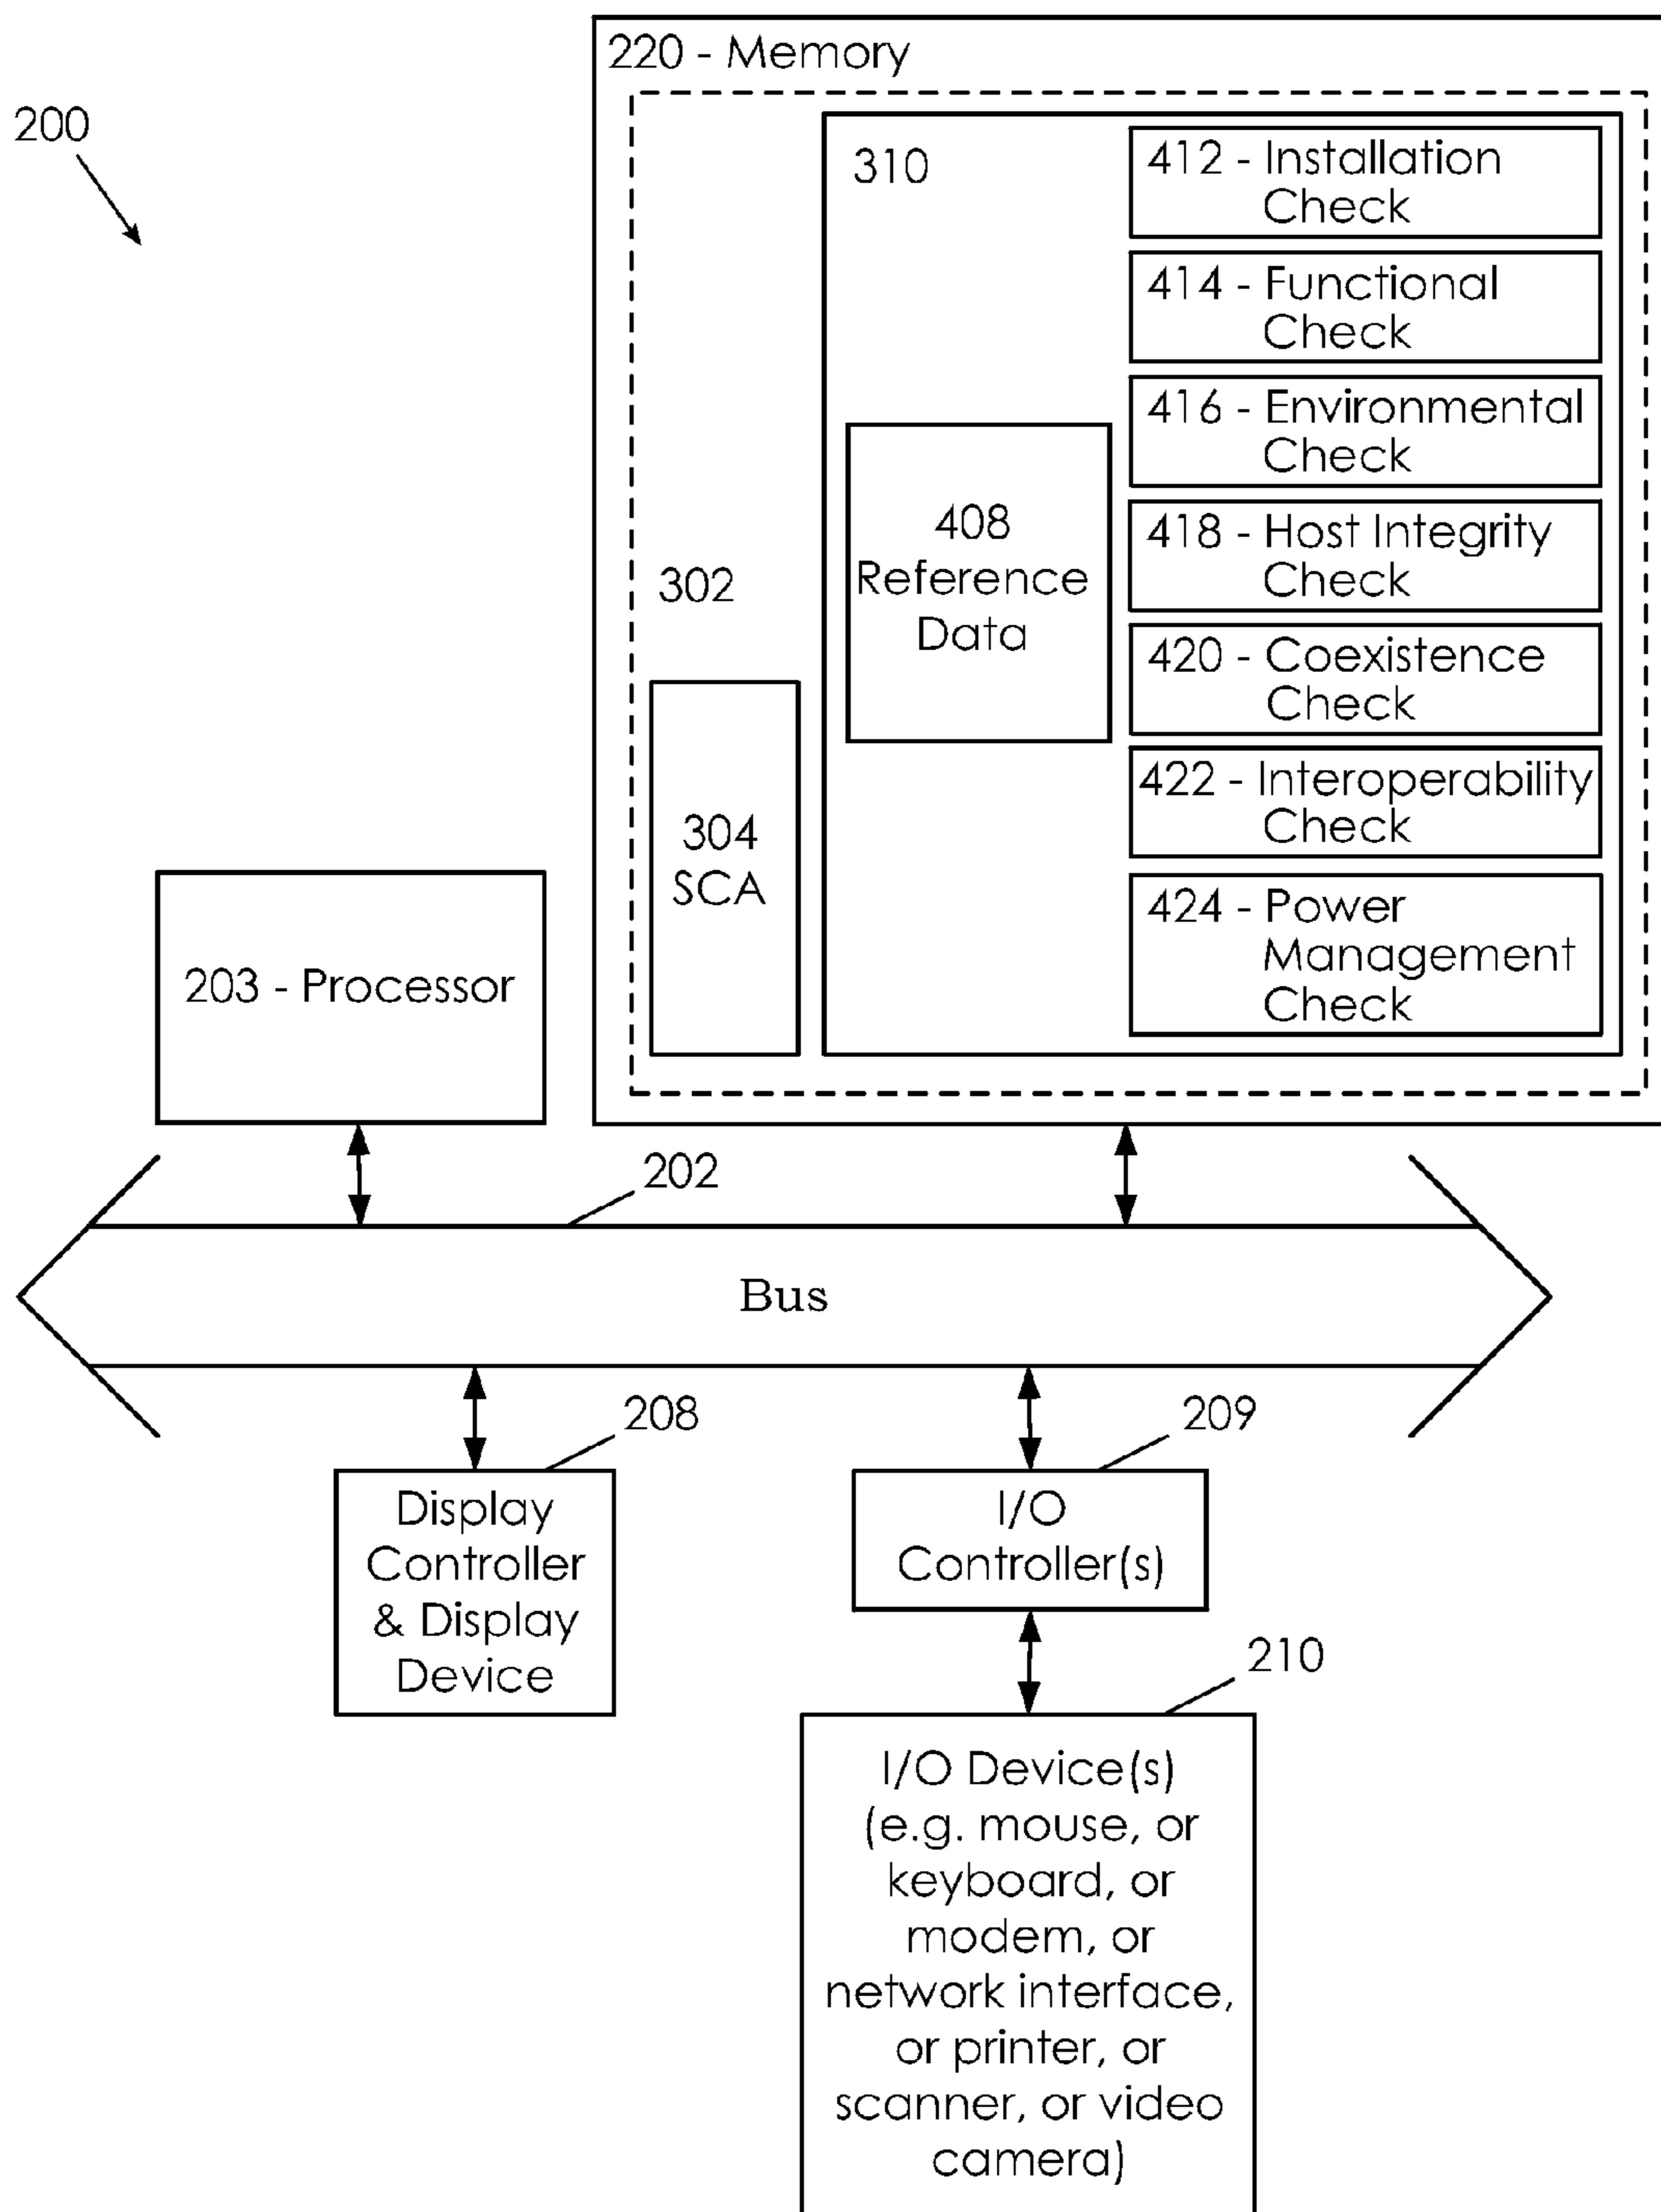 220 - Memory
200
310
412 - Installation
Check
414 - Functional
Check
416 - Environmental
Check
408
Reference
Data
418 - Host Integrity
Check
302
420 - Coexistence
Check
422 - Interoperability
Check
304
SCA
424 - Power
Management
Check
203 - Processor
202
Bus
208
209
Display
Controller
& Display
Device
I/O
Controller(s)
210
I/O Device(s)
(e.g. mouse, or
keyboard, or
modem, or
network interface,
or printer, or
scanner, or video
camera)